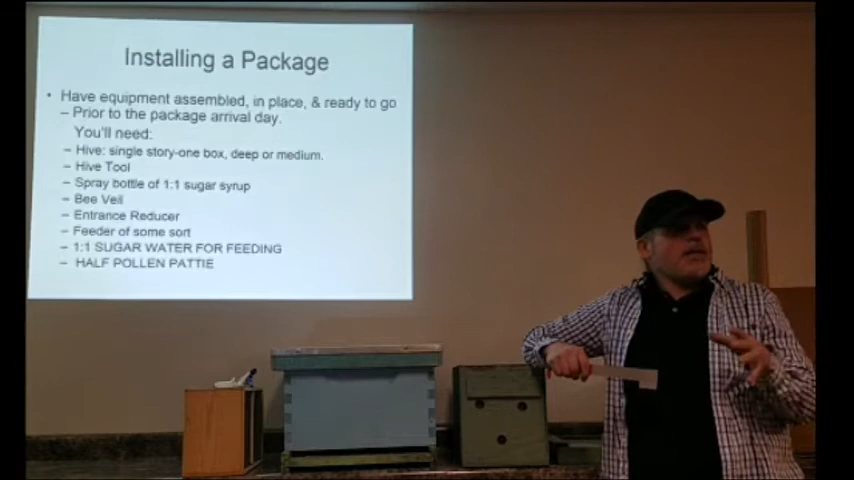 Installing a Package
• Have equipment assembled, in place, & ready to go
– Prior to the package arrival day.
You'll need:
– Hive: single story-one box, deep or medium.
– Hive Tool
– Spray bottle of 1:1 sugar syrup
– Bee Veil
– Entrance Reducer
– Feeder of some sort
– 1:1 SUGAR WATER FOR FEEDING
– HALF POLLEN PATTIE